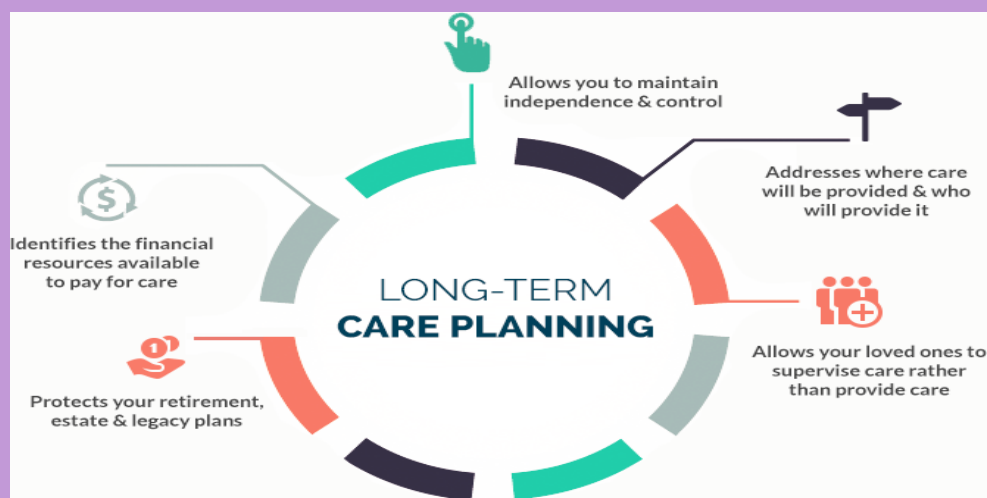 Allows you to maintain
independence & control
Addresses where care
will be provided & who
will provide it
Allows your loved ones to
supervise care rather
than provide care
LONG-TERM
CARE PLANNING
$
Identifies the financial
resources available
to pay for care
1
Protects your retirement,
estate & legacy plans